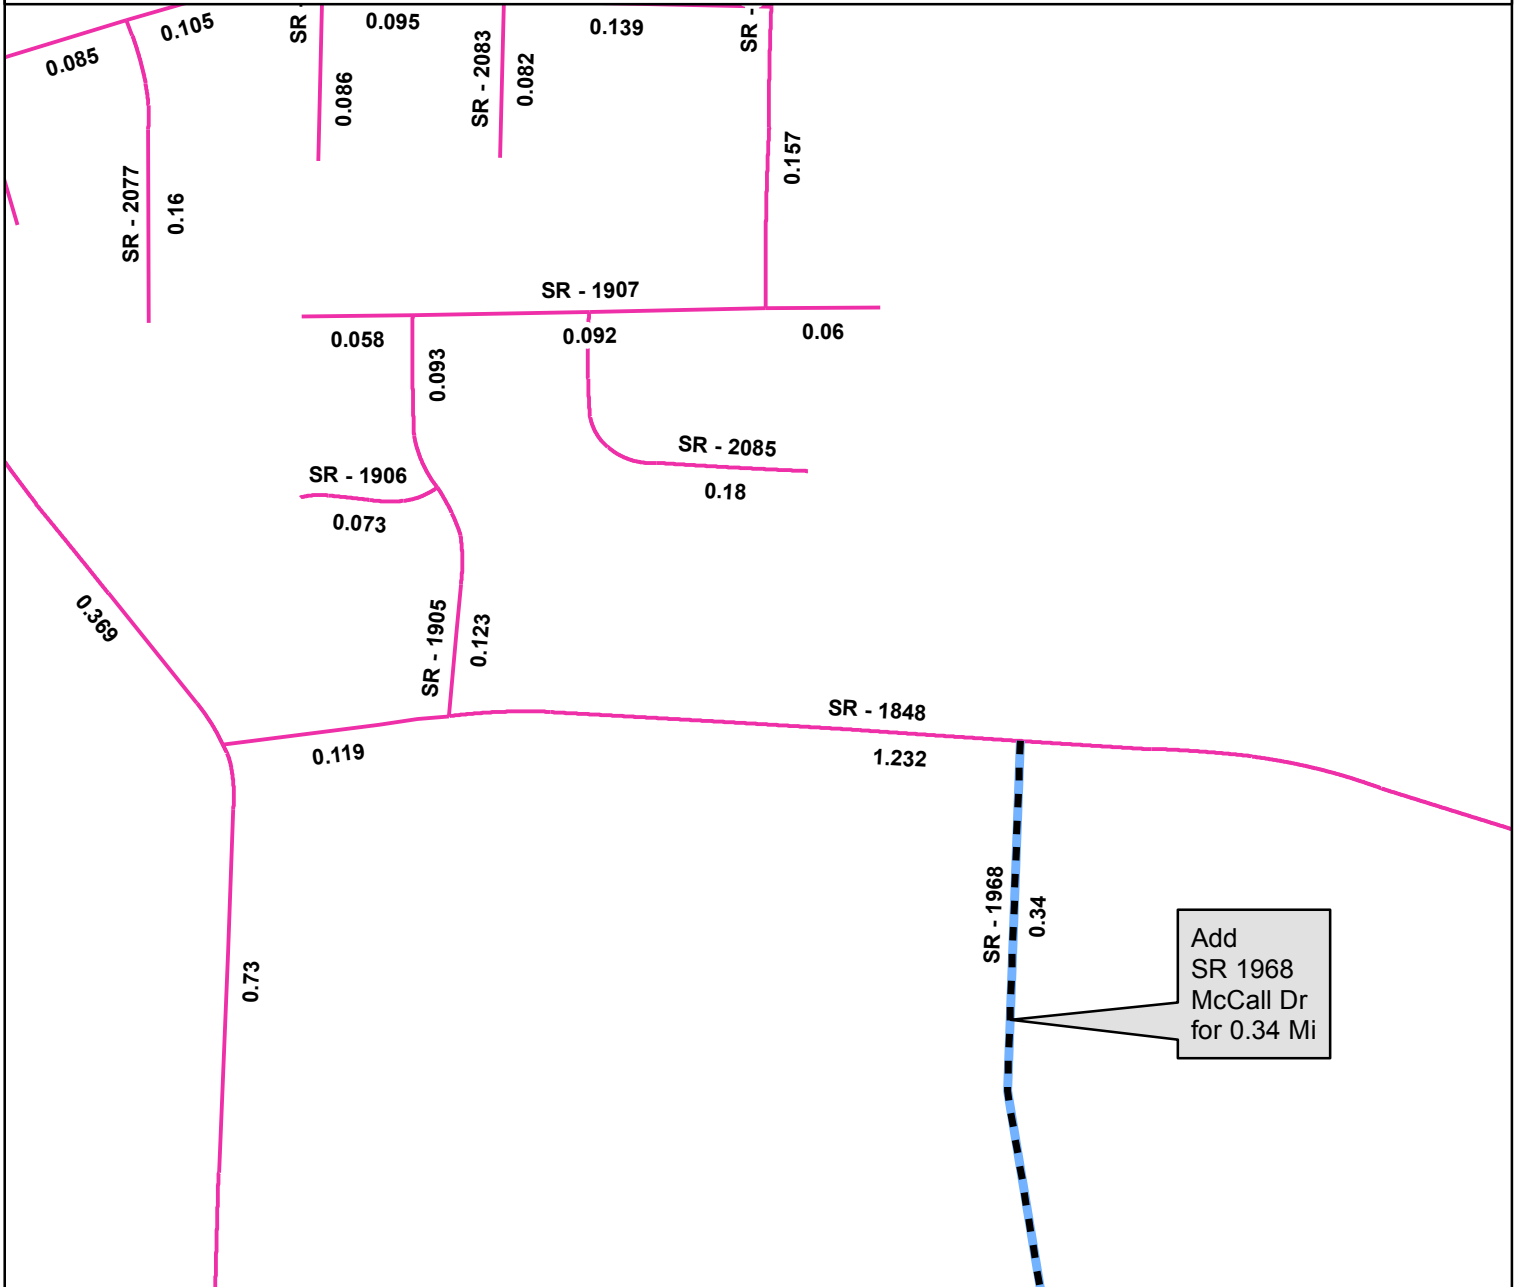 0.105
0.085
SR -
0.095
0.139
SR -
0.086
SR - 2083
0.082
0.157
SR - 2077
0.16
SR - 1907
0.058
0.092
0.06
0.093
SR - 1906
0.073
SR - 2085
0.18
0.369
SR - 1905
0.123
SR - 1848
0.119
1.232
SR - 1968
0.34
0.73
Add
SR 1968
McCall Dr
for 0.34 Mi